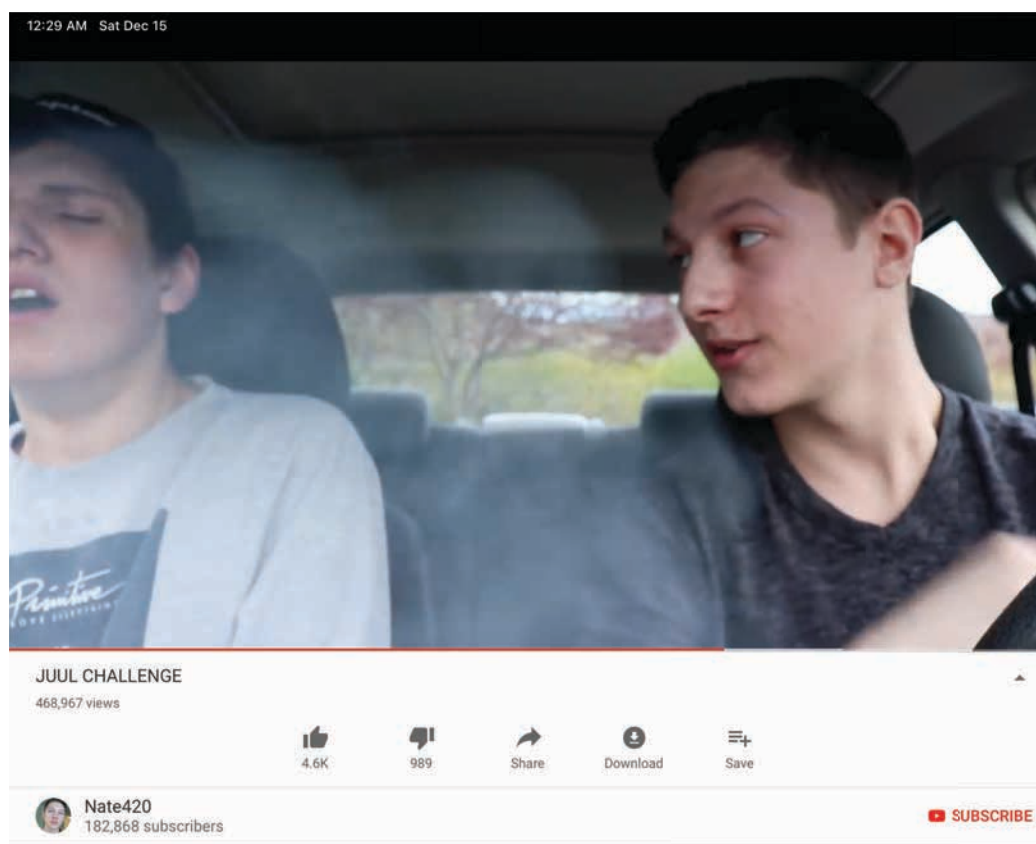 12:29 AM Sat Dec 15
Primitive
JUUL CHALLENGE
468,967 views
4.6K
989
Share
Download
Save
Nate420
182,868 subscribers
SUBSCRIBE